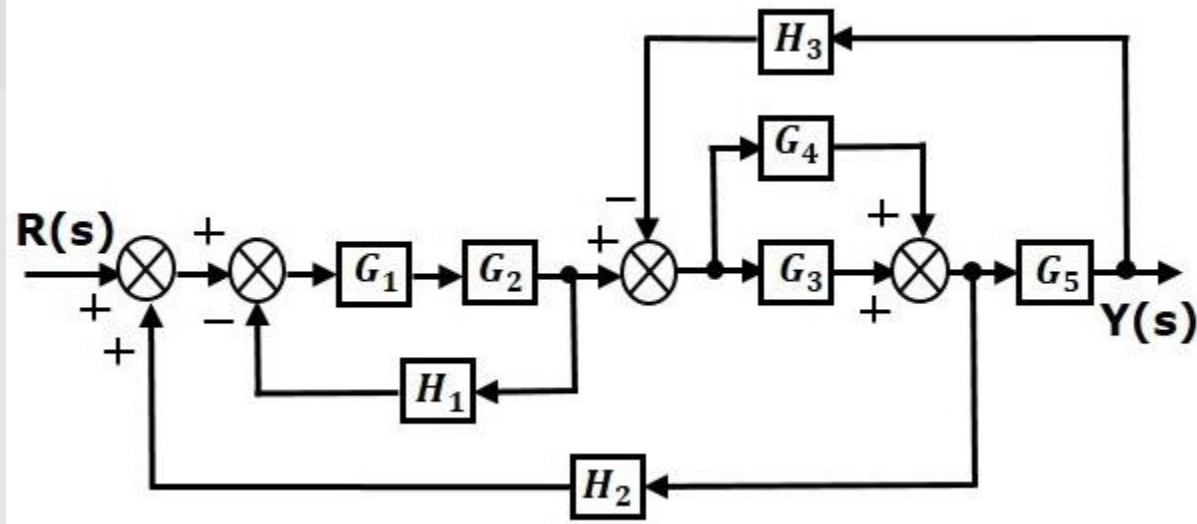 H₃
G₄
−
R(s)
+
+
+
G₁
G₂
G₃
G₅
+
−
+
+
Y(s)
+
H₁
H₂